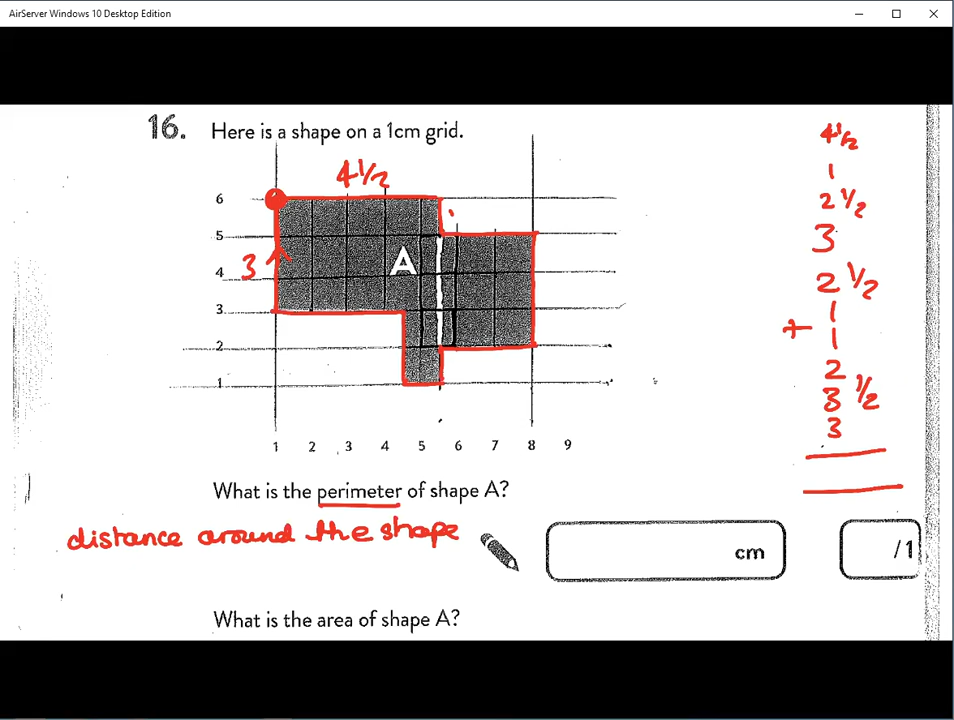 AirServer Windows 10 Desktop Edition
16. Here is a shape on a 1cm grid.
4½
1
2½
3
2½
1
+ 1
2
3½
3
4½
6
5
4
3
2
1
3
A
1 2 3 4 5 6 7 8 9
What is the perimeter of shape A?
distance around the shape
cm
/1
What is the area of shape A?